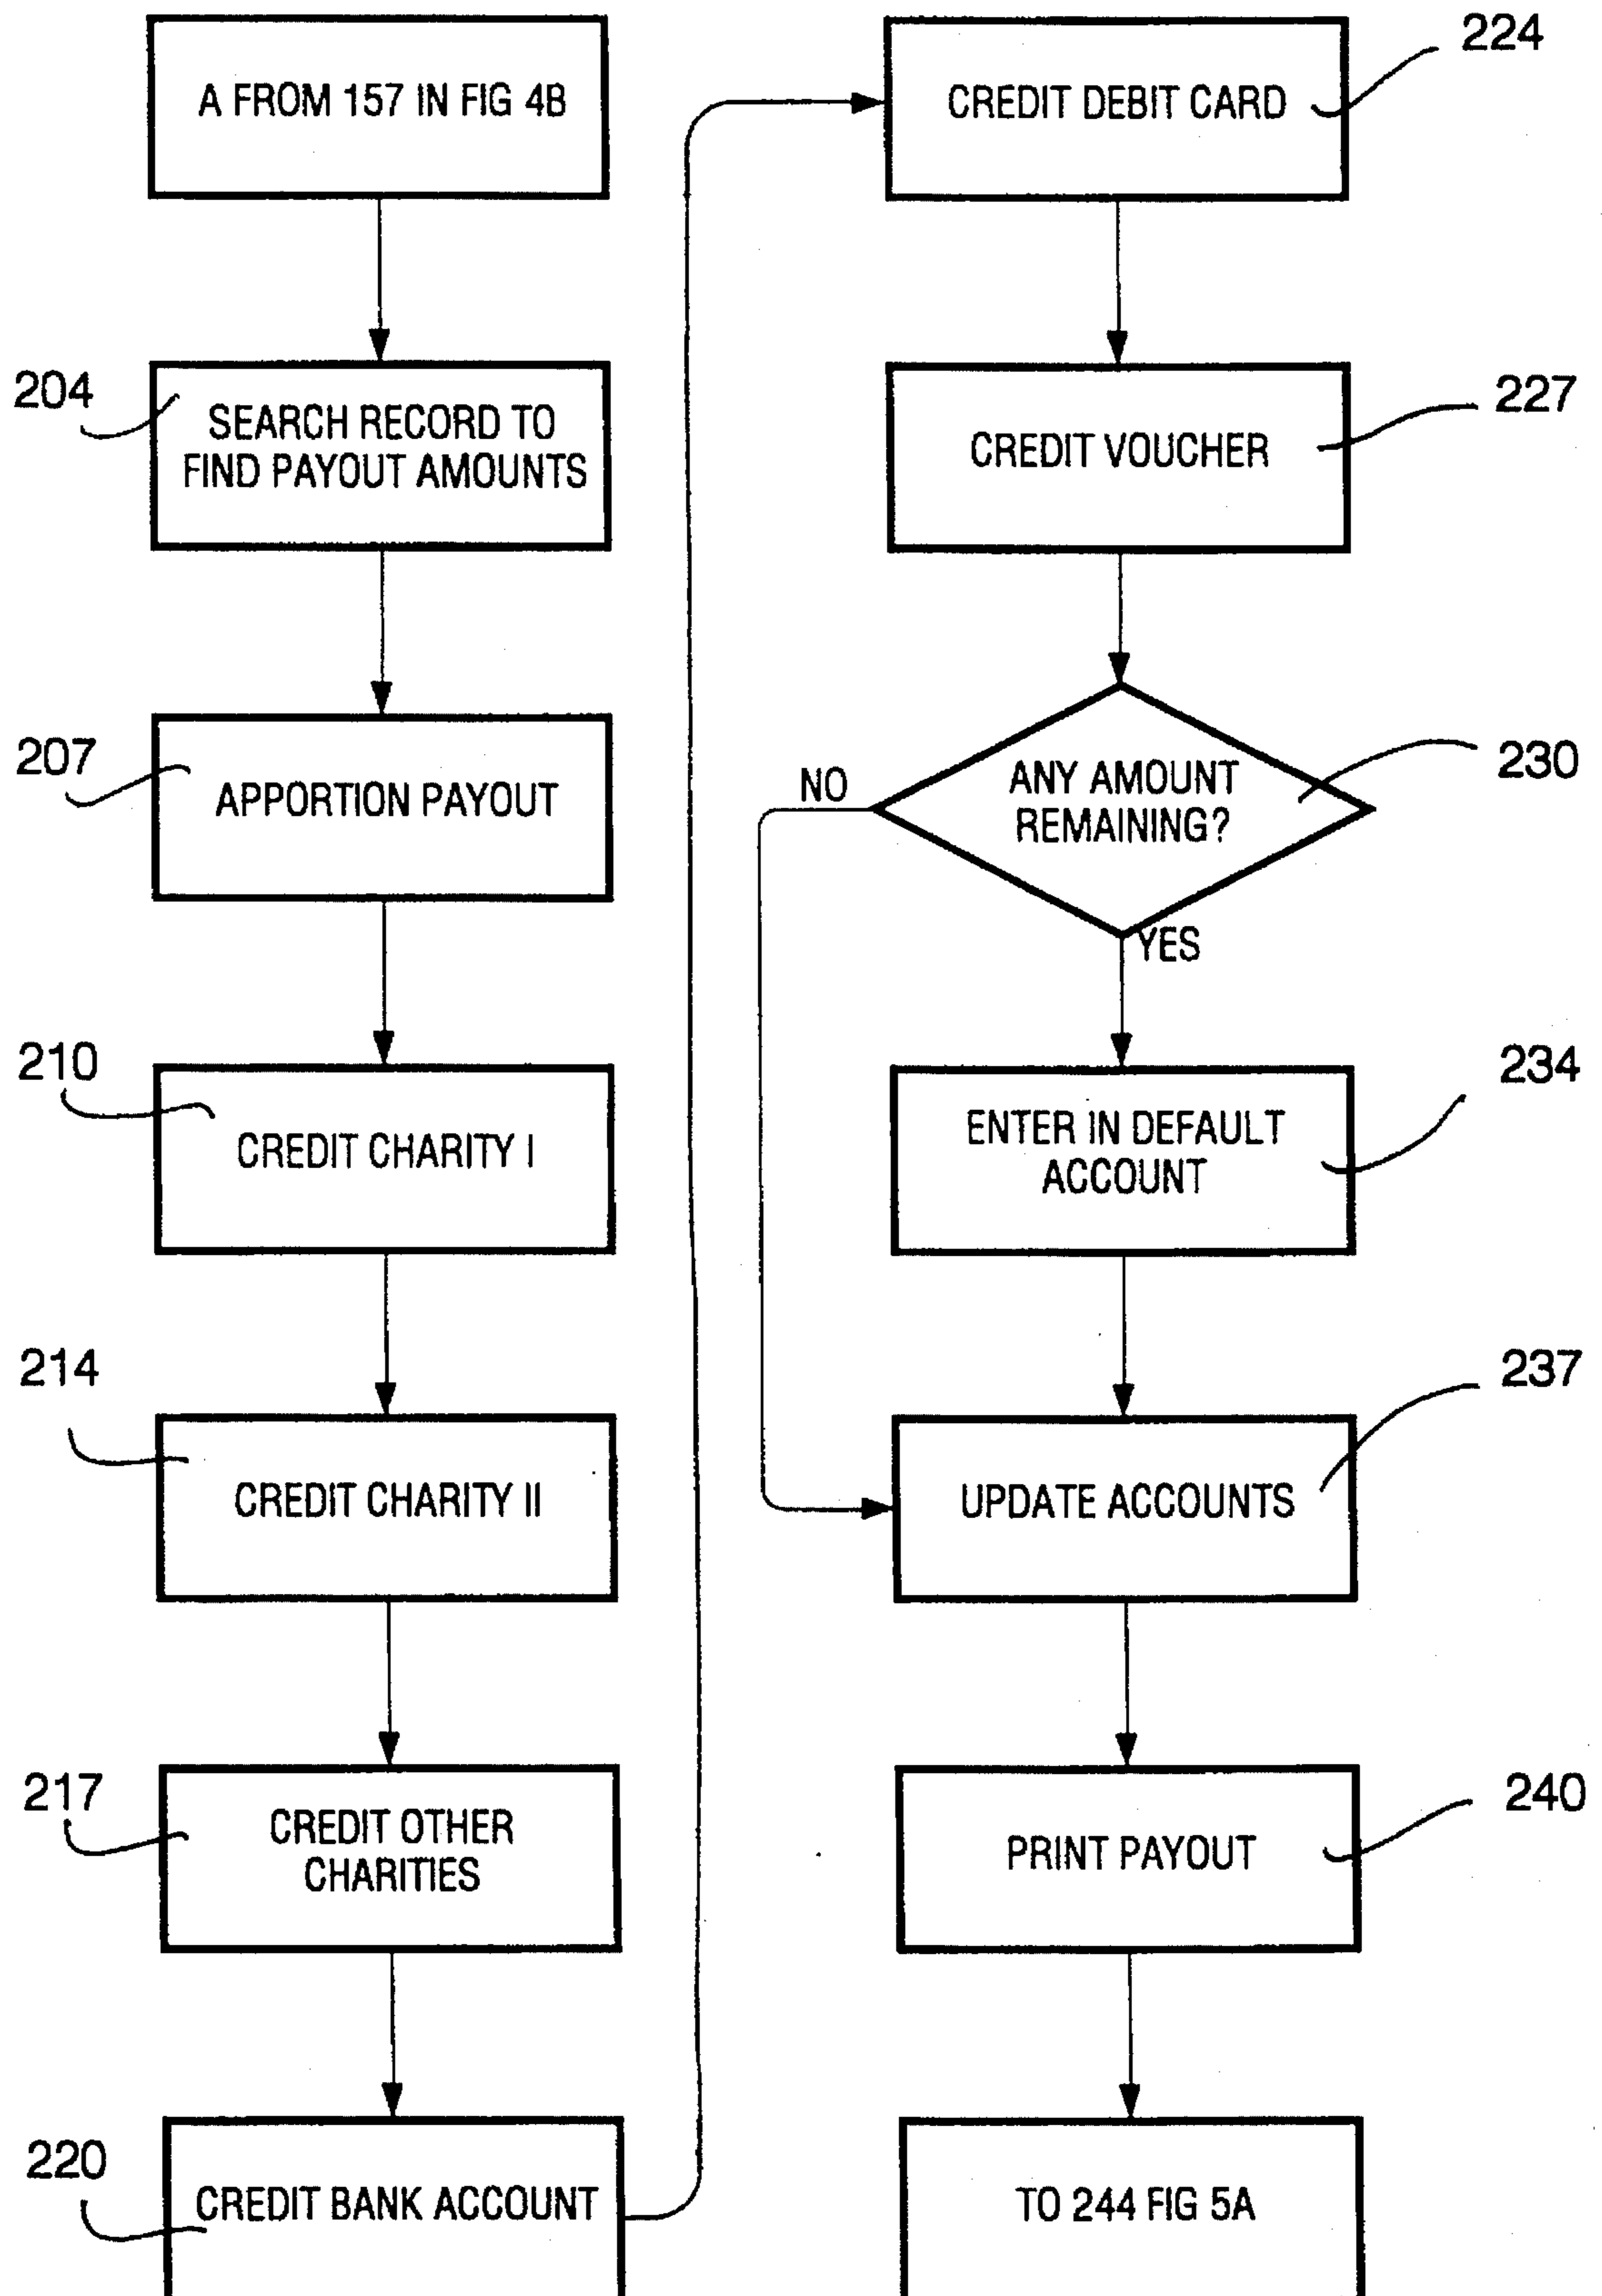 A FROM 157 IN FIG 4B
204
SEARCH RECORD TO
FIND PAYOUT AMOUNTS
207
APPORTION PAYOUT
210
CREDIT CHARITY I
214
CREDIT CHARITY II
217
CREDIT OTHER
CHARITIES
220
CREDIT BANK ACCOUNT
224
CREDIT DEBIT CARD
227
CREDIT VOUCHER
230
ANY AMOUNT
REMAINING?
NO
YES
234
ENTER IN DEFAULT
ACCOUNT
237
UPDATE ACCOUNTS
240
PRINT PAYOUT
TO 244 FIG 5A